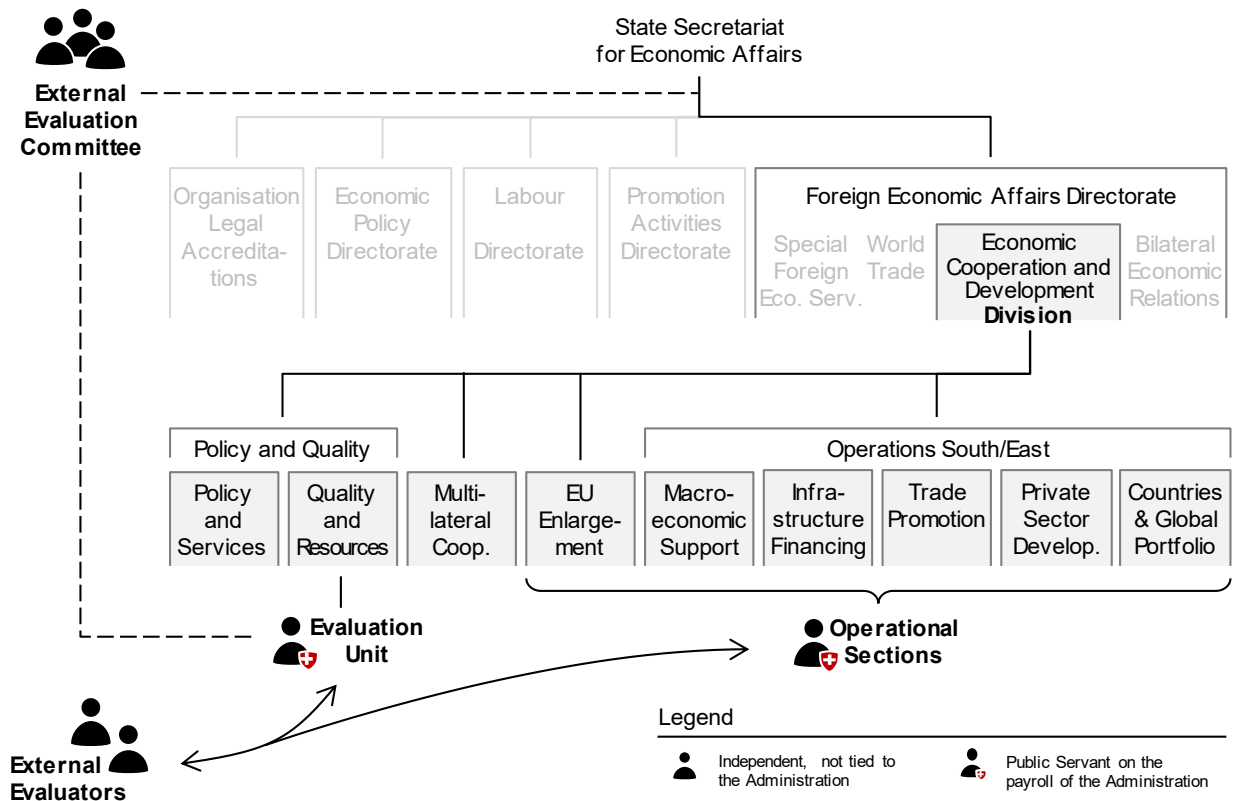 State Secretariat
for Economic Affairs
External
Evaluation
Committee
Organisation
Legal
Accredita-
tions
Economic
Policy
Directorate
Labour
Directorate
Promotion
Activities
Directorate
Foreign Economic Affairs Directorate
Special
Foreign
Eco. Serv.
World
Trade
Economic
Cooperation and
Development
Division
Bilateral
Economic
Relations
Policy and Quality
Operations South/East
Policy
and
Services
Quality
and
Resources
Multi-
lateral
Coop.
EU
Enlarge-
ment
Macro-
economic
Support
Infra-
structure
Financing
Trade
Promotion
Private
Sector
Develop.
Countries
& Global
Portfolio
Evaluation
Unit
Operational
Sections
External
Evaluators
Legend
Independent, not tied to
the Administration
Public Servant on the
payroll of the Administration